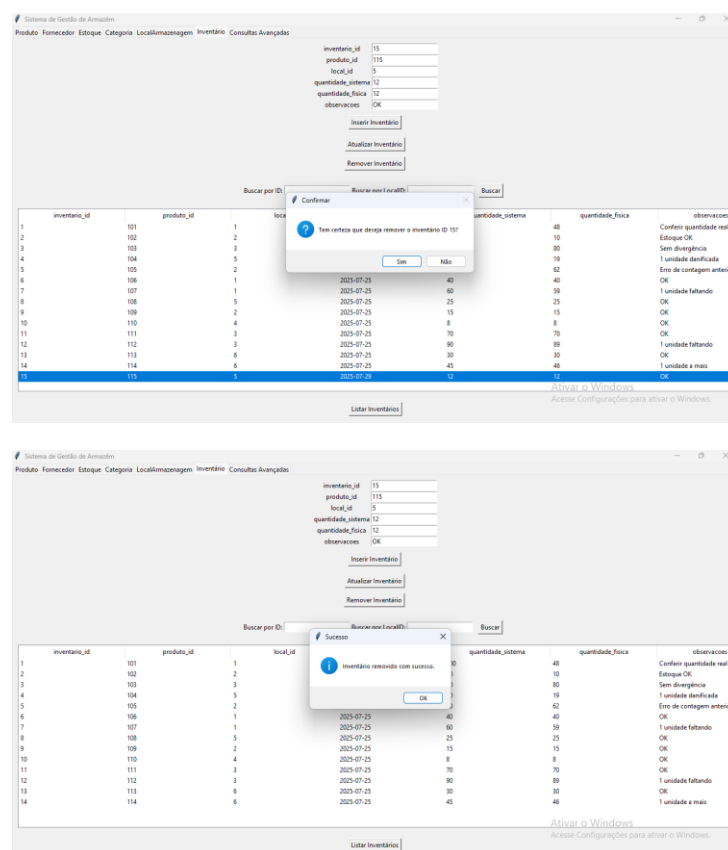 Sistema de Gestão de Armazém
Produto Fornecedor Estoque Categoria LocalArmazenagem Inventário Consultas Avançadas
inventario_id 15
produto_id 115
local_id 5
quantidade_sistema 12
quantidade_fisica 12
observacoes OK
Inserir Inventário
Atualizar Inventário
Remover Inventário
Buscar por ID: Buscar por LocalID: Buscar
Confirmar
Tem certeza que deseja remover o inventário ID 15?
Sim Não
inventario_id produto_id loca uantidade_sistema quantidade_fisica observacoes
1 101 1 48 Conferir quantidade real
2 102 2 10 Estoque OK
3 103 3 80 Sem divergência
4 104 5 19 1 unidade danificada
5 105 2 62 Erro de contagem anteri
6 106 1 2025-07-25 40 40 OK
7 107 1 2025-07-25 60 59 1 unidade faltando
8 108 5 2025-07-25 25 25 OK
9 109 2 2025-07-25 15 15 OK
10 110 4 2025-07-25 8 8 OK
11 111 3 2025-07-25 70 70 OK
12 112 3 2025-07-25 90 89 1 unidade faltando
13 113 6 2025-07-25 30 30 OK
14 114 6 2025-07-25 45 46 1 unidade a mais
15 115 5 2025-07-29 12 12 OK
Ativar o Windows
Acesse Configurações para ativar o Windows.
Listar Inventários
Sistema de Gestão de Armazém
Produto Fornecedor Estoque Categoria LocalArmazenagem Inventário Consultas Avançadas
inventario_id 15
produto_id 115
local_id 5
quantidade_sistema 12
quantidade_fisica 12
observacoes OK
Inserir Inventário
Atualizar Inventário
Remover Inventário
Buscar por ID: Buscar por LocalID: Buscar
Sucesso
Inventário removido com sucesso.
OK
inventario_id produto_id local_id quantidade_sistema quantidade_fisica observacoes
1 101 1 48 Conferir quantidade real
2 102 2 10 Estoque OK
3 103 3 80 Sem divergência
4 104 5 19 1 unidade danificada
5 105 2 62 Erro de contagem anteri
6 106 1 2025-07-25 40 40 OK
7 107 1 2025-07-25 60 59 1 unidade faltando
8 108 5 2025-07-25 25 25 OK
9 109 2 2025-07-25 15 15 OK
10 110 4 2025-07-25 8 8 OK
11 111 3 2025-07-25 70 70 OK
12 112 3 2025-07-25 90 89 1 unidade faltando
13 113 6 2025-07-25 30 30 OK
14 114 6 2025-07-25 45 46 1 unidade a mais
Ativar o Windows
Acesse Configurações para ativar o Windows.
Listar Inventários